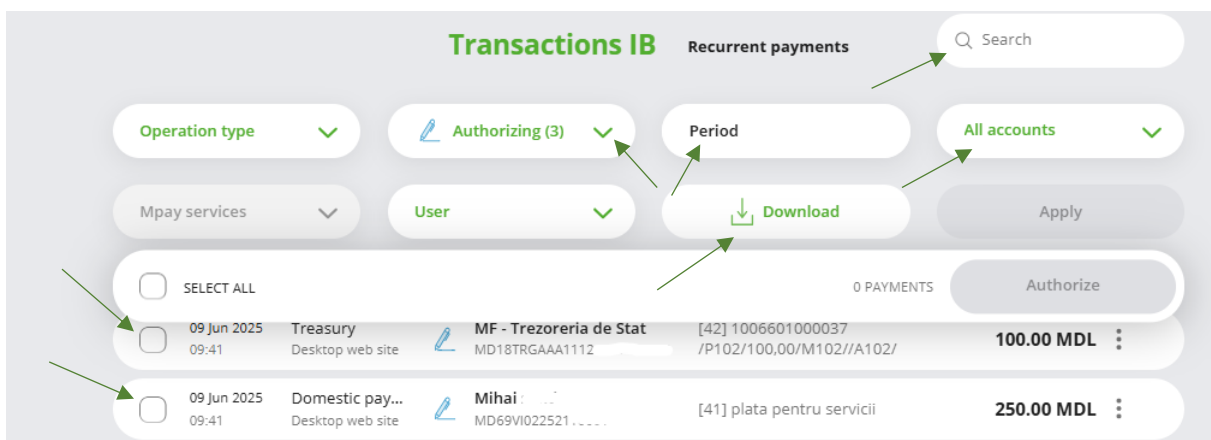 Transactions IB Recurrent payments
Search
Operation type
Authorizing (3)
Period
All accounts
Mpay services
User
Download
Apply
SELECT ALL
0 PAYMENTS
Authorize
09 Jun 2025 Treasury MF - Trezoreria de Stat [42] 1006601000037
09:41 Desktop web site MD18TRGAAA1112 /P102/100,00/M102//A102/
100.00 MDL
09 Jun 2025 Domestic pay... Mihai
09:41 Desktop web site MD69VI022521
[41] plata pentru servicii
250.00 MDL